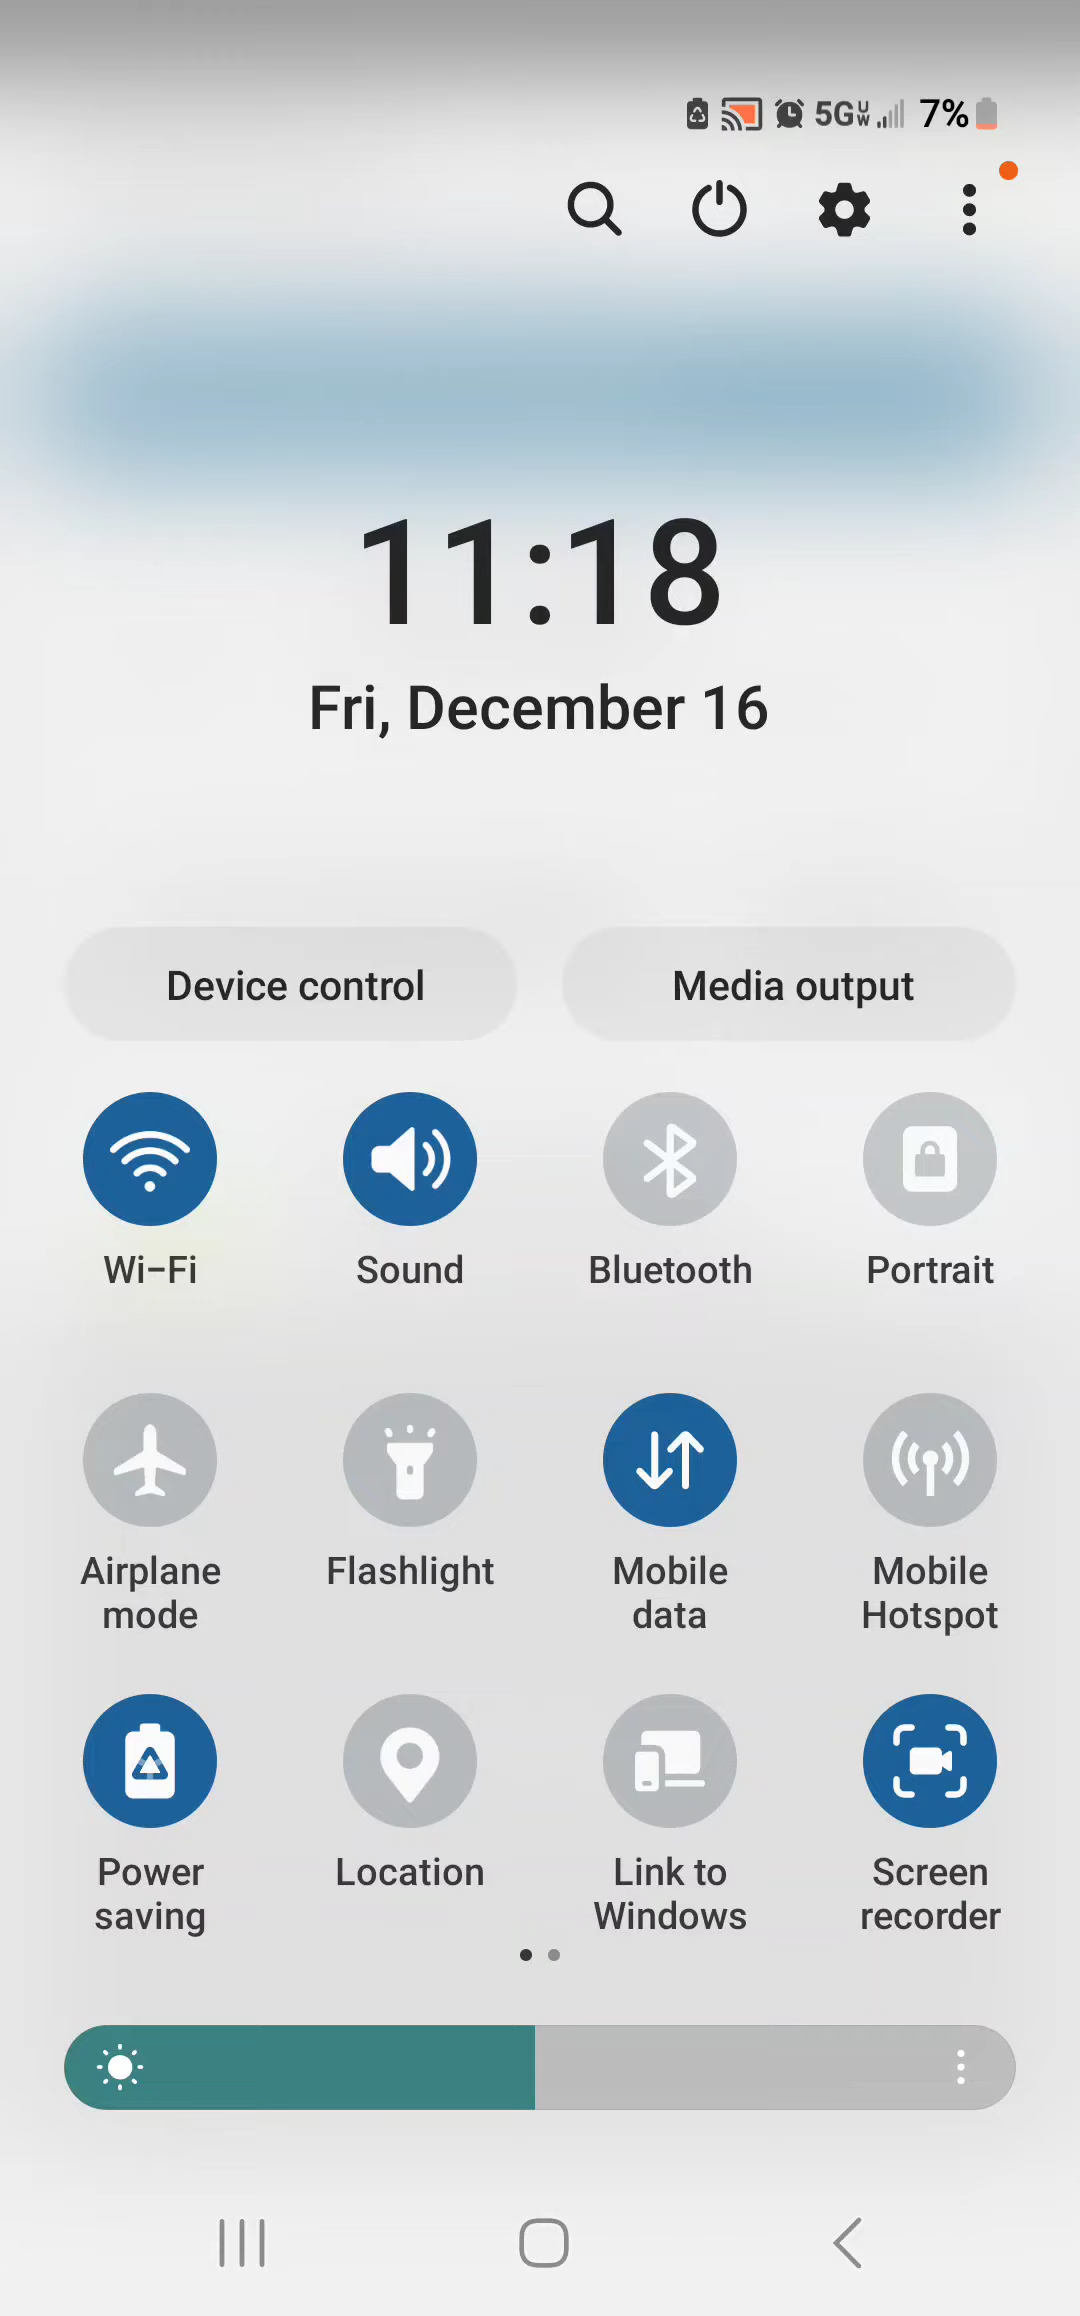 5G UW 7%
11:18
Fri, December 16
Device control Media output
Wi-Fi Sound Bluetooth Portrait
Airplane Flashlight Mobile Mobile
mode data Hotspot
Power Location Link to Screen
saving Windows recorder